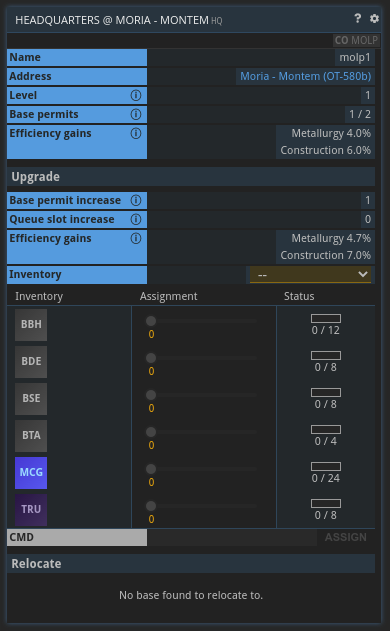 HEADQUARTERS @ MORIA - MONTEM HQ ?
CO MOLP
Name molp1
Address Moria - Montem (OT-580b)
Level 1
Base permits 1 / 2
Efficiency gains Metallurgy 4.0%
Construction 6.0%
Upgrade
Base permit increase 1
Queue slot increase 0
Efficiency gains Metallurgy 4.7%
Construction 7.0%
Inventory --
Inventory Assignment Status
BBH 0 0 / 12
BDE 0 0 / 8
BSE 0 0 / 8
BTA 0 0 / 4
MCG 0 0 / 24
TRU 0 0 / 8
CMD ASSIGN
Relocate
No base found to relocate to.